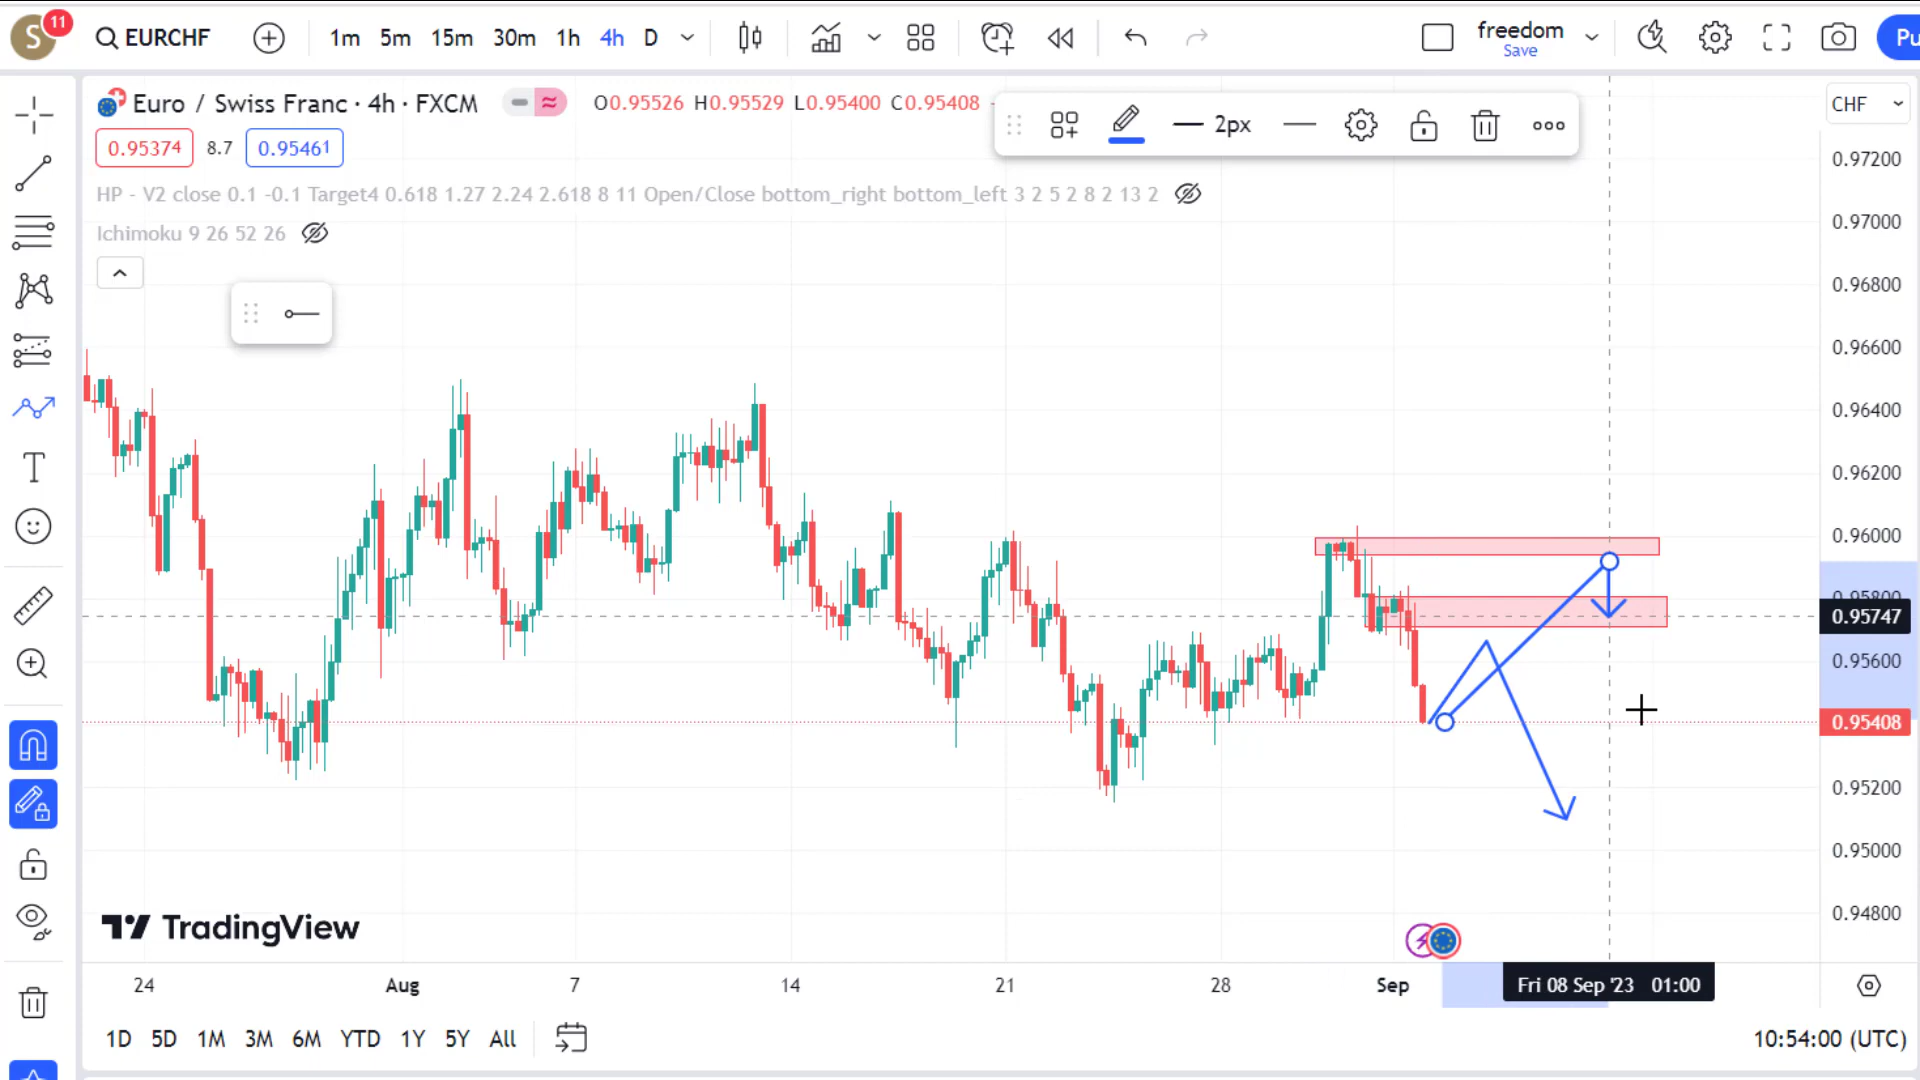 S 11 EURCHF 1m 5m 15m 30m 1h 4h D freedom Save Pu
Euro / Swiss Franc · 4h · FXCM O0.95526 H0.95529 L0.95400 C0.95408 2px CHF
0.95374 8.7 0.95461
HP - V2 close 0.1 -0.1 Target4 0.618 1.27 2.24 2.618 8 11 Open/Close bottom_right bottom_left 3 2 5 2 8 2 13 2
Ichimoku 9 26 52 26
0.97200
0.97000
0.96800
0.96600
0.96400
0.96200
0.96000
0.95800
0.95747
0.95600
0.95408
0.95200
0.95000
0.94800
TradingView
24 Aug 7 14 21 28 Sep Fri 08 Sep '23 01:00
1D 5D 1M 3M 6M YTD 1Y 5Y All 10:54:00 (UTC)